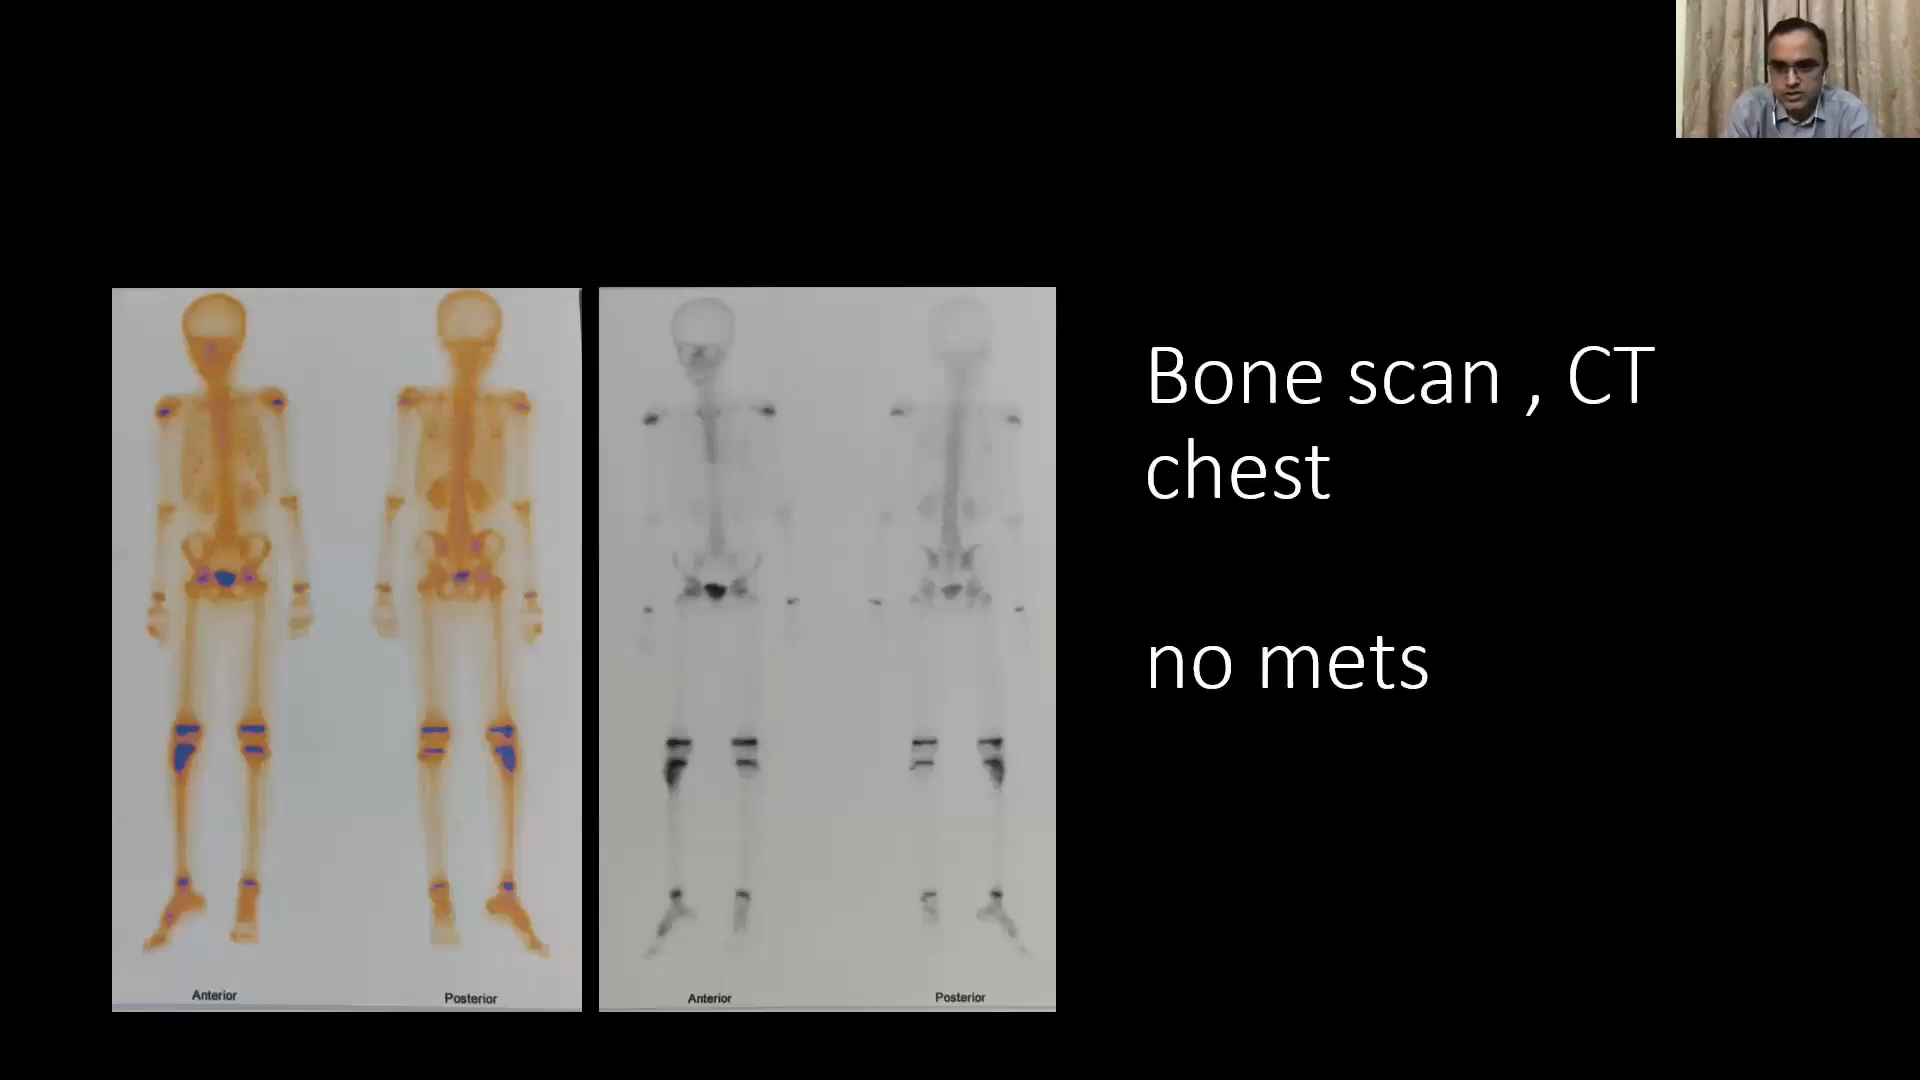 Bone scan , CT
chest
no mets
Anterior
Posterior
Anterior
Posterior